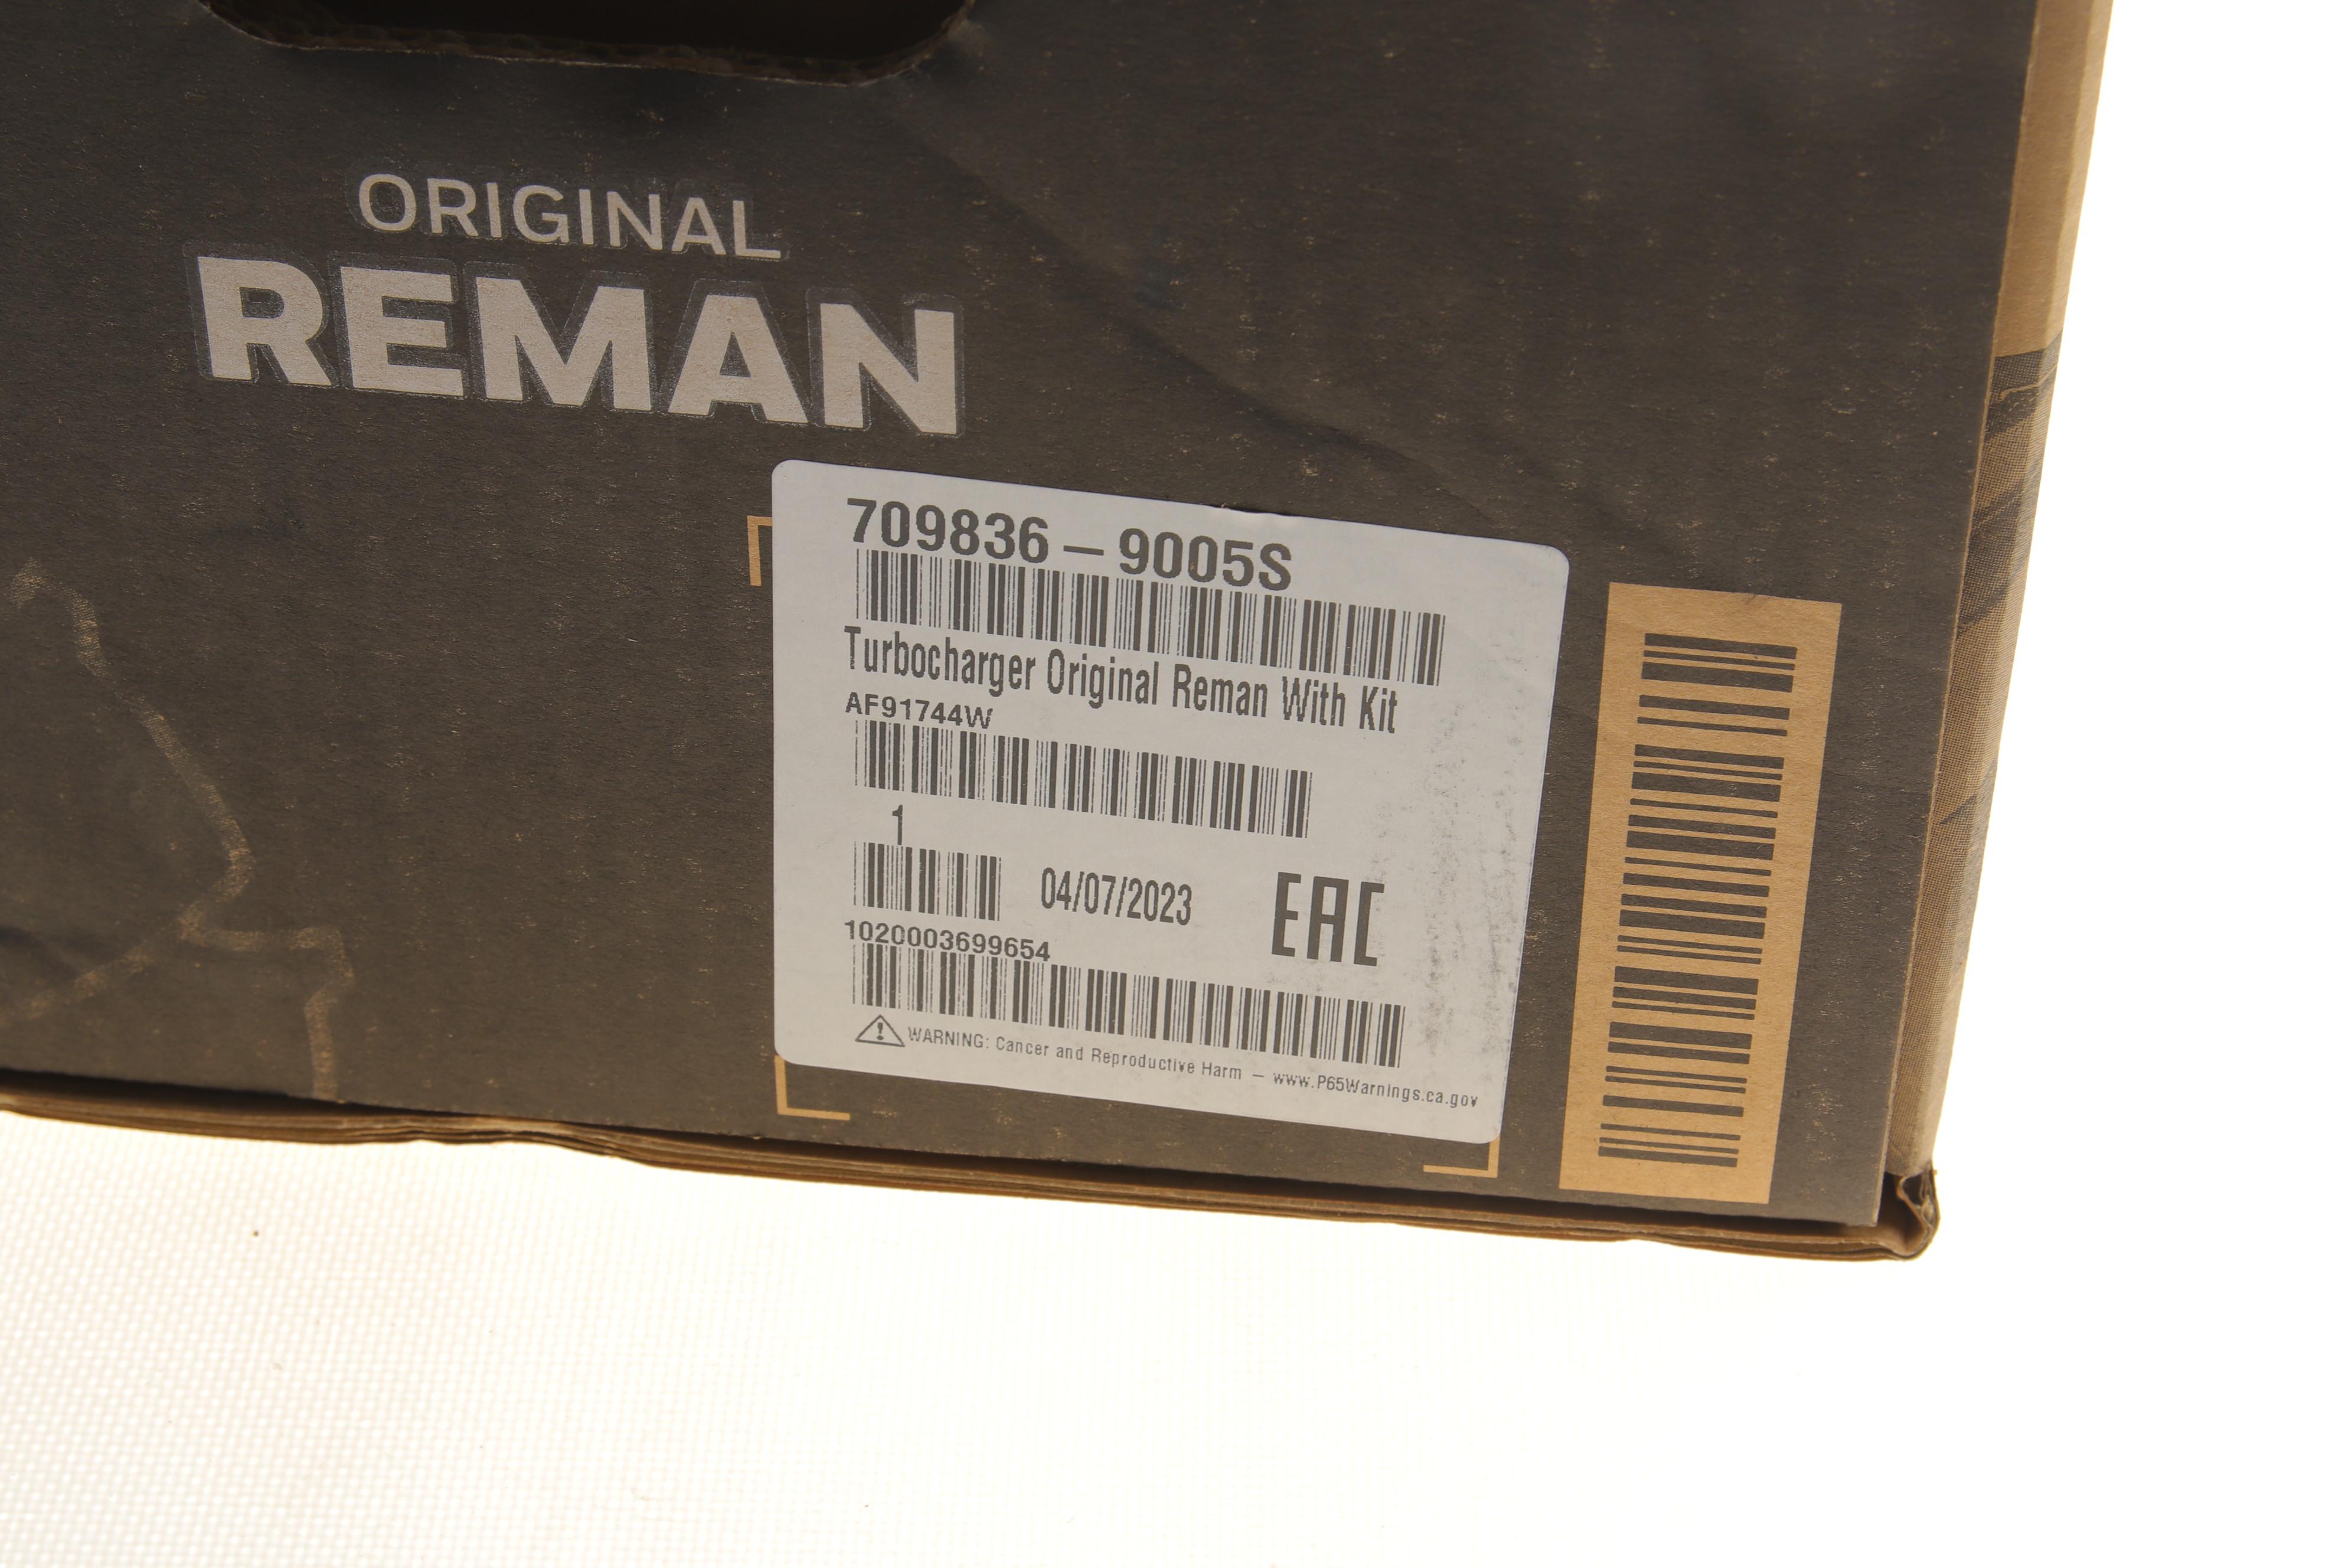 ORIGINAL
REMAN
709836-9005S
Turbocharger Original Reman With Kit
AF91744W
1
04/07/2023
EAC
1020003699654
WARNING: Cancer and Reproductive Harm – www.P65Warnings.ca.gov